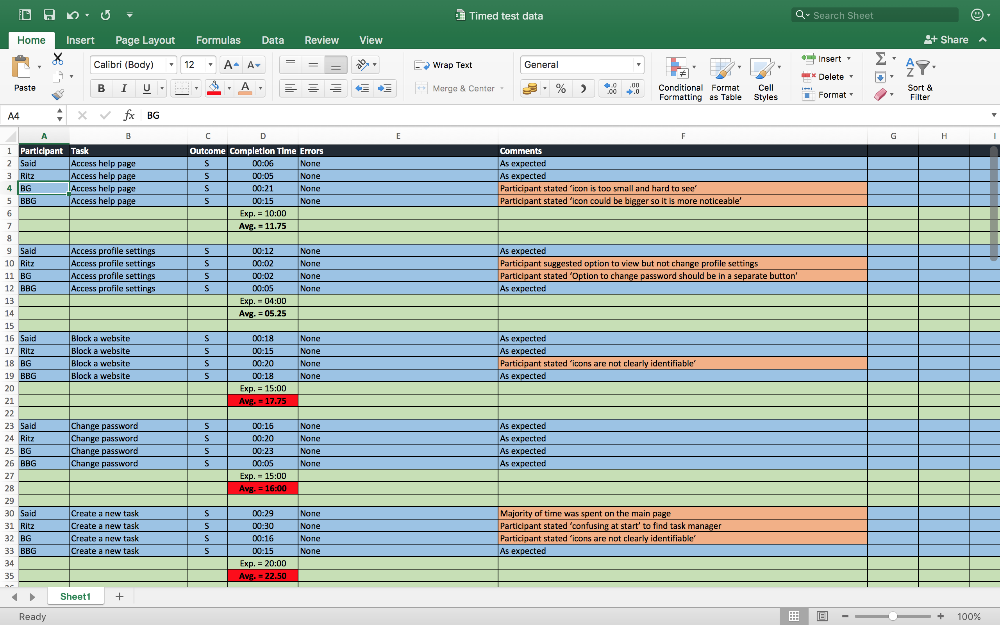 Timed test data
Search Sheet
Home Insert Page Layout Formulas Data Review View Share
Paste
Calibri (Body) 12
Wrap Text
General
Insert
Delete
Format
B I U
Merge & Center
Conditional Formatting
Format as Table
Cell Styles
Sort & Filter
A4 fx BG
A B C D E F G H I
1 Participant Task Outcome Completion Time Errors Comments
2 Said Access help page S 00:06 None As expected
3 Ritz Access help page S 00:05 None As expected
4 BG Access help page S 00:21 None Participant stated ‘icon is too small and hard to see’
5 BBG Access help page S 00:15 None Participant stated ‘icon could be bigger so it is more noticeable’
6 Exp. = 10:00
7 Avg. = 11.75
8
9 Said Access profile settings S 00:12 None As expected
10 Ritz Access profile settings S 00:02 None Participant suggested option to view but not change profile settings
11 BG Access profile settings S 00:02 None Participant stated ‘Option to change password should be in a separate button’
12 BBG Access profile settings S 00:05 None As expected
13 Exp. = 04:00
14 Avg. = 05.25
15
16 Said Block a website S 00:18 None As expected
17 Ritz Block a website S 00:15 None As expected
18 BG Block a website S 00:20 None Participant stated ‘icons are not clearly identifiable’
19 BBG Block a website S 00:18 None As expected
20 Exp. = 15:00
21 Avg. = 17.75
22
23 Said Change password S 00:16 None As expected
24 Ritz Change password S 00:20 None As expected
25 BG Change password S 00:23 None As expected
26 BBG Change password S 00:05 None As expected
27 Exp. = 15:00
28 Avg. = 16:00
29
30 Said Create a new task S 00:29 None Majority of time was spent on the main page
31 Ritz Create a new task S 00:30 None Participant stated ‘confusing at start’ to find task manager
32 BG Create a new task S 00:16 None Participant stated ‘icons are not clearly identifiable’
33 BBG Create a new task S 00:15 None As expected
34 Exp. = 20:00
35 Avg. = 22.50
Sheet1
Ready
100%